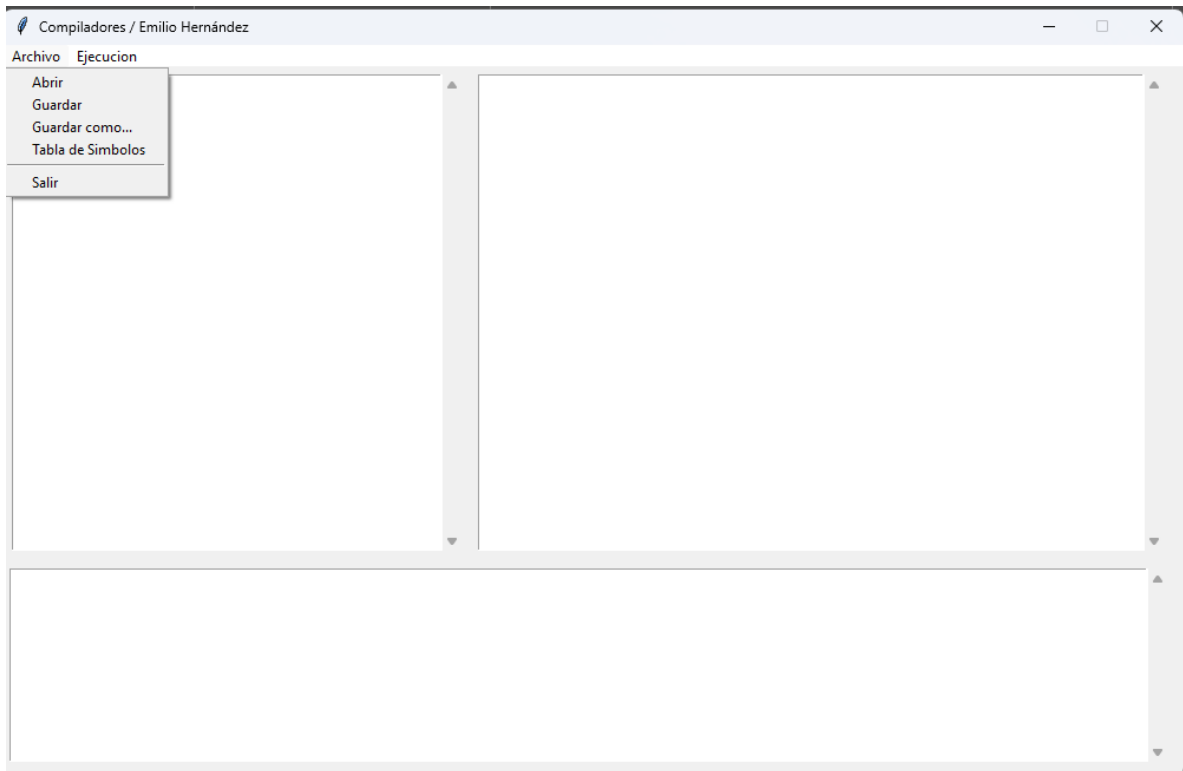 Compiladores / Emilio Hernández
Archivo Ejecucion
Abrir
Guardar
Guardar como...
Tabla de Simbolos
Salir